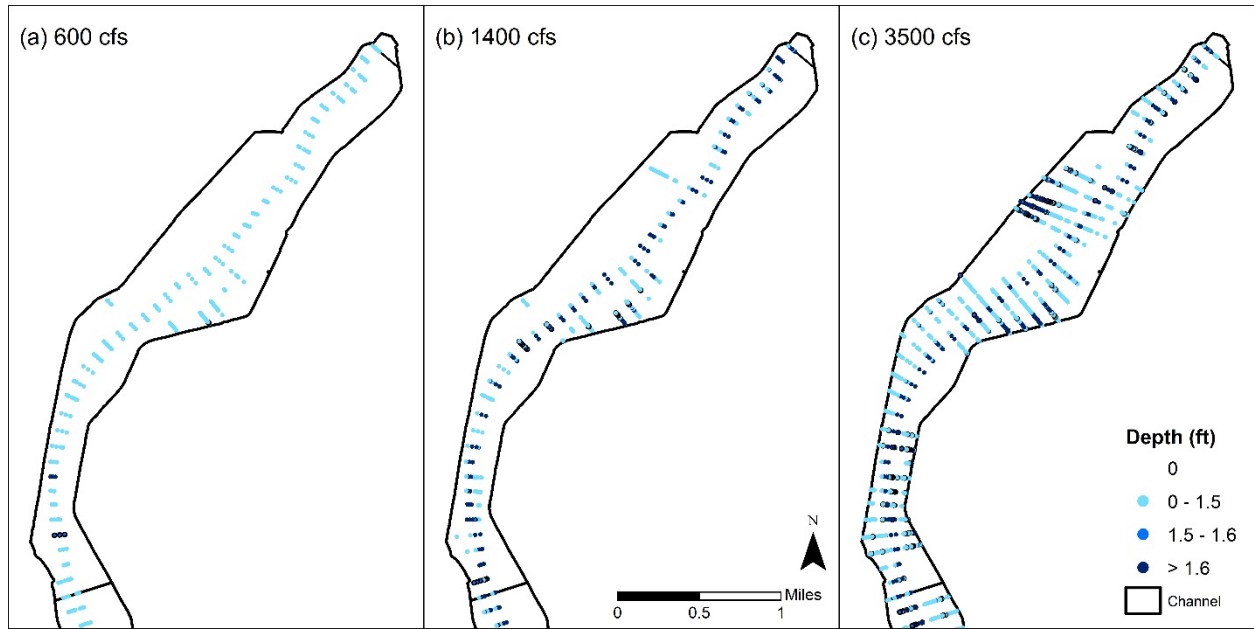 (a) 600 cfs
(b) 1400 cfs
(c) 3500 cfs
N
Miles
0 0.5 1
Depth (ft)
0
0 - 1.5
1.5 - 1.6
> 1.6
Channel